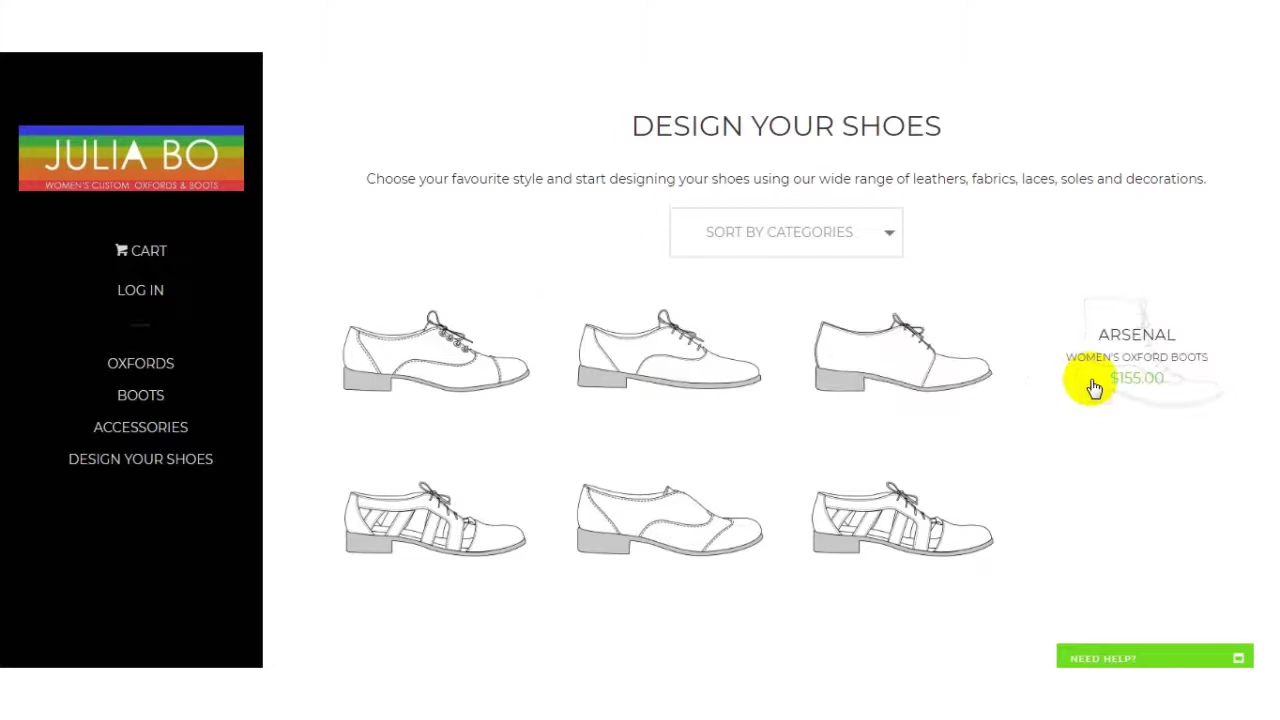 JULIA BO
WOMEN'S CUSTOM OXFORDS & BOOTS
CART
LOG IN
OXFORDS
BOOTS
ACCESSORIES
DESIGN YOUR SHOES
DESIGN YOUR SHOES
Choose your favourite style and start designing your shoes using our wide range of leathers, fabrics, laces, soles and decorations.
SORT BY CATEGORIES
ARSENAL
WOMEN'S OXFORD BOOTS
$155.00
NEED HELP?